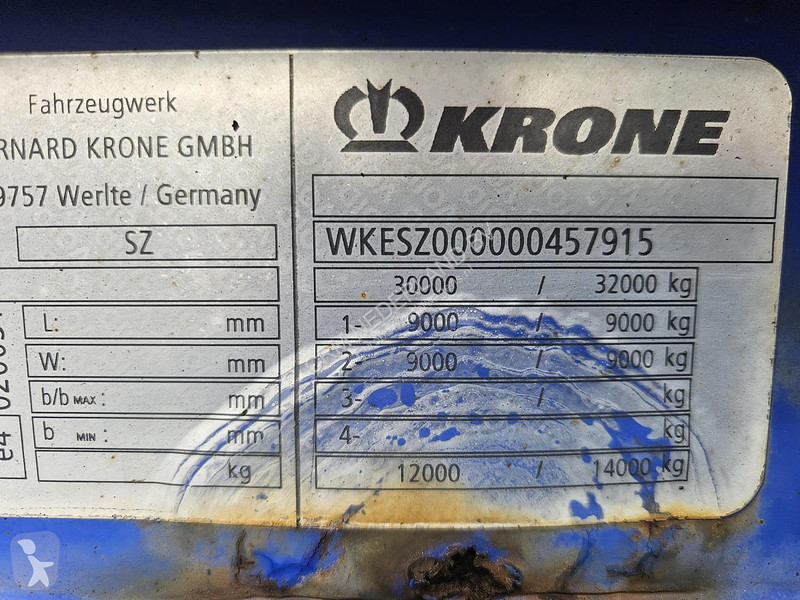 Fahrzeugwerk
RNARD KRONE GMBH
9757 Werlte / Germany
SZ
L: mm
W: mm
b/b MAX : mm
b MIN : mm
kg
KRONE
WKESZ000000457915
30000 / 32000 kg
1- 9000 / 9000 kg
2- 9000 / 9000 kg
3- / kg
4- kg
12000 / 14000 kg